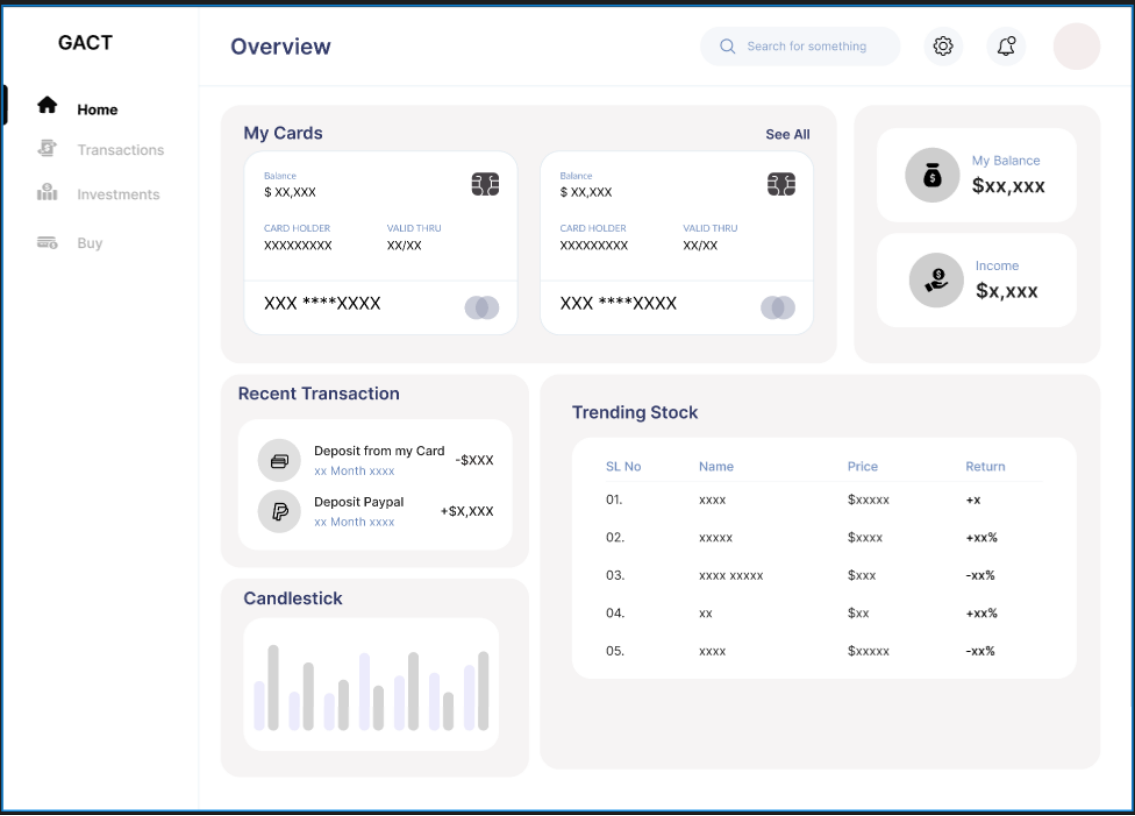 GACT
Overview
Search for something
Home
Transactions
Investments
Buy
My Cards
See All
Balance
$ XX,XXX
CARD HOLDER VALID THRU
XXXXXXXXX XX/XX
XXX ****XXXX
Balance
$ XX,XXX
CARD HOLDER VALID THRU
XXXXXXXXX XX/XX
XXX ****XXXX
My Balance
$xx,xxx
Income
$x,xxx
Recent Transaction
Deposit from my Card -$XXX
xx Month xxxx
Deposit Paypal +$X,XXX
xx Month xxxx
Candlestick
Trending Stock
SL No Name Price Return
01. xxxx $xxxxx +x
02. xxxxx $xxxx +xx%
03. xxxx xxxxx $xxx -xx%
04. xx $xx +xx%
05. xxxx $xxxxx -xx%